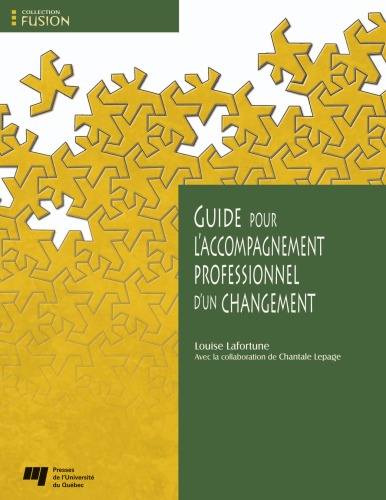 COLLECTION
FUSION
GUIDE POUR
L'ACCOMPAGNEMENT
PROFESSIONNEL
D'UN CHANGEMENT
Louise Lafortune
Avec la collaboration de Chantale Lepage
Presses
de l'Université
du Québec